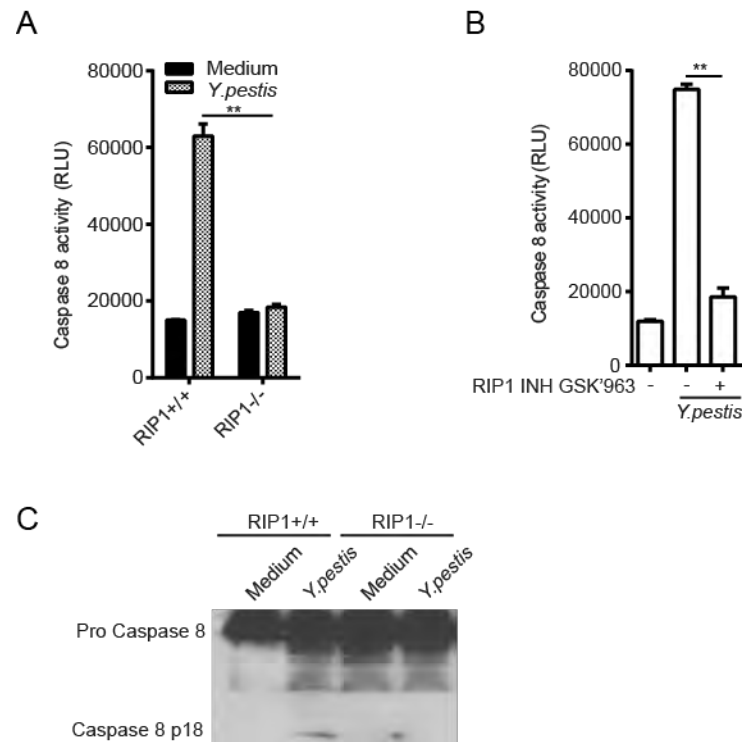 A
Medium
Y.pestis
**
80000
60000
40000
20000
0
Caspase 8 activity (RLU)
RIP1+/+
RIP1-/-
B
**
80000
60000
40000
20000
0
Caspase 8 activity (RLU)
RIP1 INH GSK'963 - - +
Y.pestis
C
RIP1+/+ RIP1-/-
Medium Y.pestis Medium Y.pestis
Pro Caspase 8
Caspase 8 p18